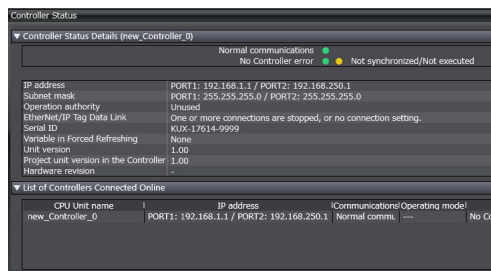 Controller Status
Controller Status Details (new_Controller_0)
Normal communications
No Controller error Not synchronized/Not executed
IP address PORT1: 192.168.1.1 / PORT2: 192.168.250.1
Subnet mask PORT1: 255.255.255.0 / PORT2: 255.255.255.0
Operation authority Unused
EtherNet/IP Tag Data Link One or more connections are stopped, or no connection setting.
Serial ID KUX-17614-9999
Variable in Forced Refreshing None
Unit version 1.00
Project unit version in the Controller 1.00
Hardware revision -
List of Controllers Connected Online
CPU Unit name IP address Communications Operating mode
new_Controller_0 PORT1: 192.168.1.1 / PORT2: 192.168.250.1 Normal commu. --- No Co